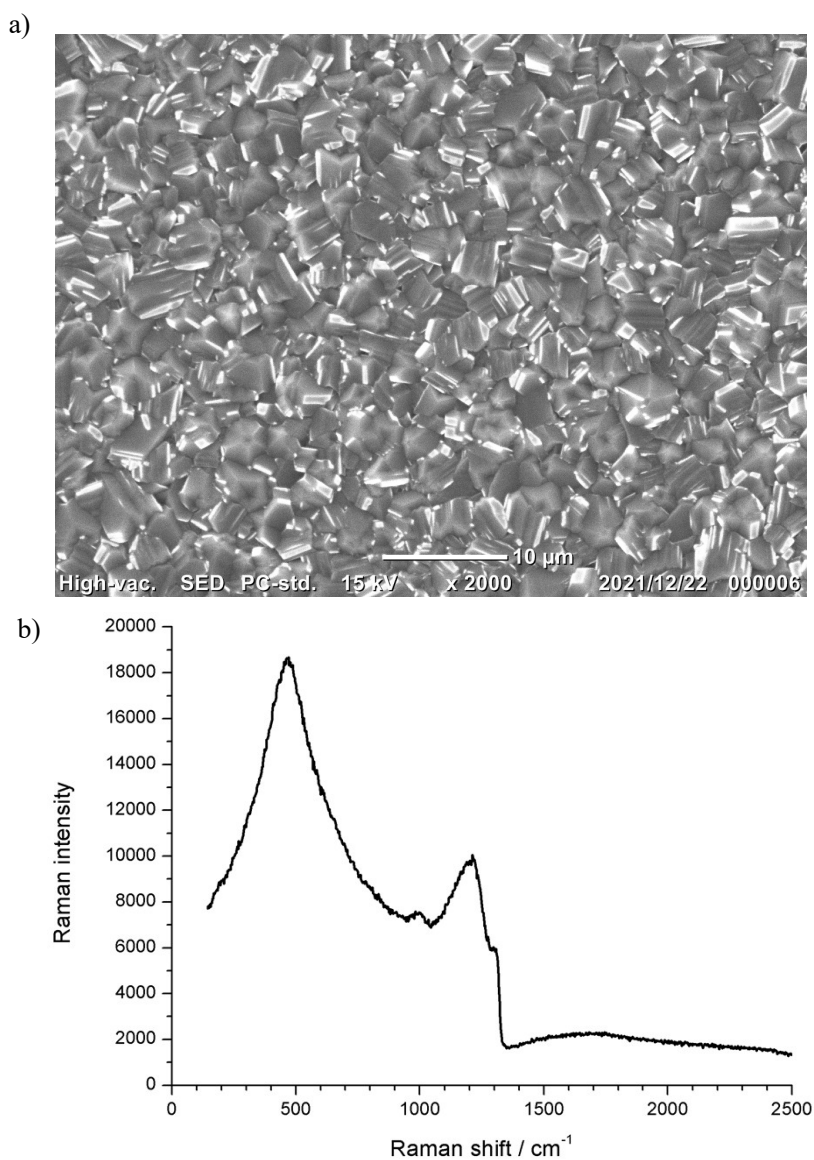 a)
10 µm
High-vac. SED PC-std. 15 kV x 2000 2021/12/22 000006
b)
20000
18000
16000
14000
12000
10000
8000
6000
4000
2000
0
Raman intensity
0 500 1000 1500 2000 2500
Raman shift / cm⁻¹